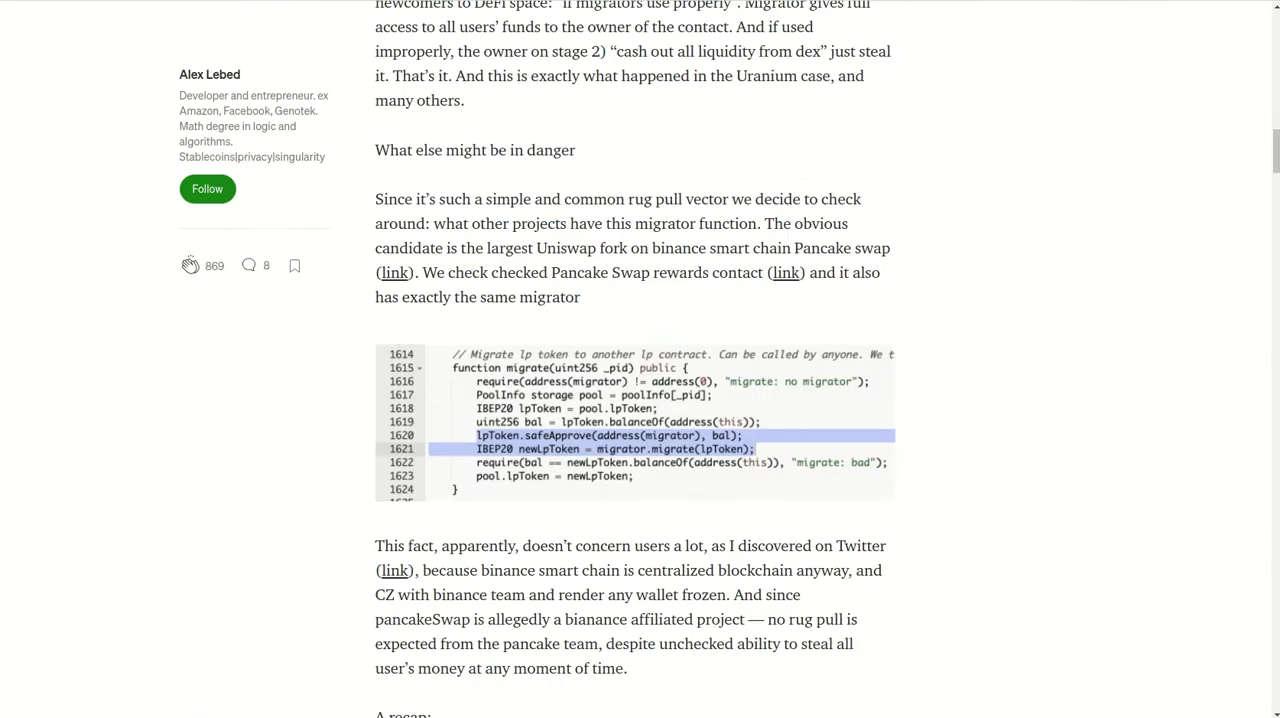 newcomers to DeFi space: "if migrators use properly". Migrator gives full
access to all users' funds to the owner of the contact. And if used
improperly, the owner on stage 2) “cash out all liquidity from dex” just steal
it. That’s it. And this is exactly what happened in the Uranium case, and
many others.
Alex Lebed
Developer and entrepreneur. ex
Amazon, Facebook, Genotek.
Math degree in logic and
algorithms.
Stablecoins|privacy|singularity
Follow
869
8
What else might be in danger
Since it’s such a simple and common rug pull vector we decide to check
around: what other projects have this migrator function. The obvious
candidate is the largest Uniswap fork on binance smart chain Pancake swap
(link). We check checked Pancake Swap rewards contact (link) and it also
has exactly the same migrator
1614 // Migrate lp token to another lp contract. Can be called by anyone. We t
1615 function migrate(uint256 _pid) public {
1616 require(address(migrator) != address(0), "migrate: no migrator");
1617 PoolInfo storage pool = poolInfo[_pid];
1618 IBEP20 lpToken = pool.lpToken;
1619 uint256 bal = lpToken.balanceOf(address(this));
1620 lpToken.safeApprove(address(migrator), bal);
1621 IBEP20 newLpToken = migrator.migrate(lpToken);
1622 require(bal == newLpToken.balanceOf(address(this)), "migrate: bad");
1623 pool.lpToken = newLpToken;
1624 }
This fact, apparently, doesn’t concern users a lot, as I discovered on Twitter
(link), because binance smart chain is centralized blockchain anyway, and
CZ with binance team and render any wallet frozen. And since
pancakeSwap is allegedly a bianance affiliated project — no rug pull is
expected from the pancake team, despite unchecked ability to steal all
user’s money at any moment of time.
A recap: